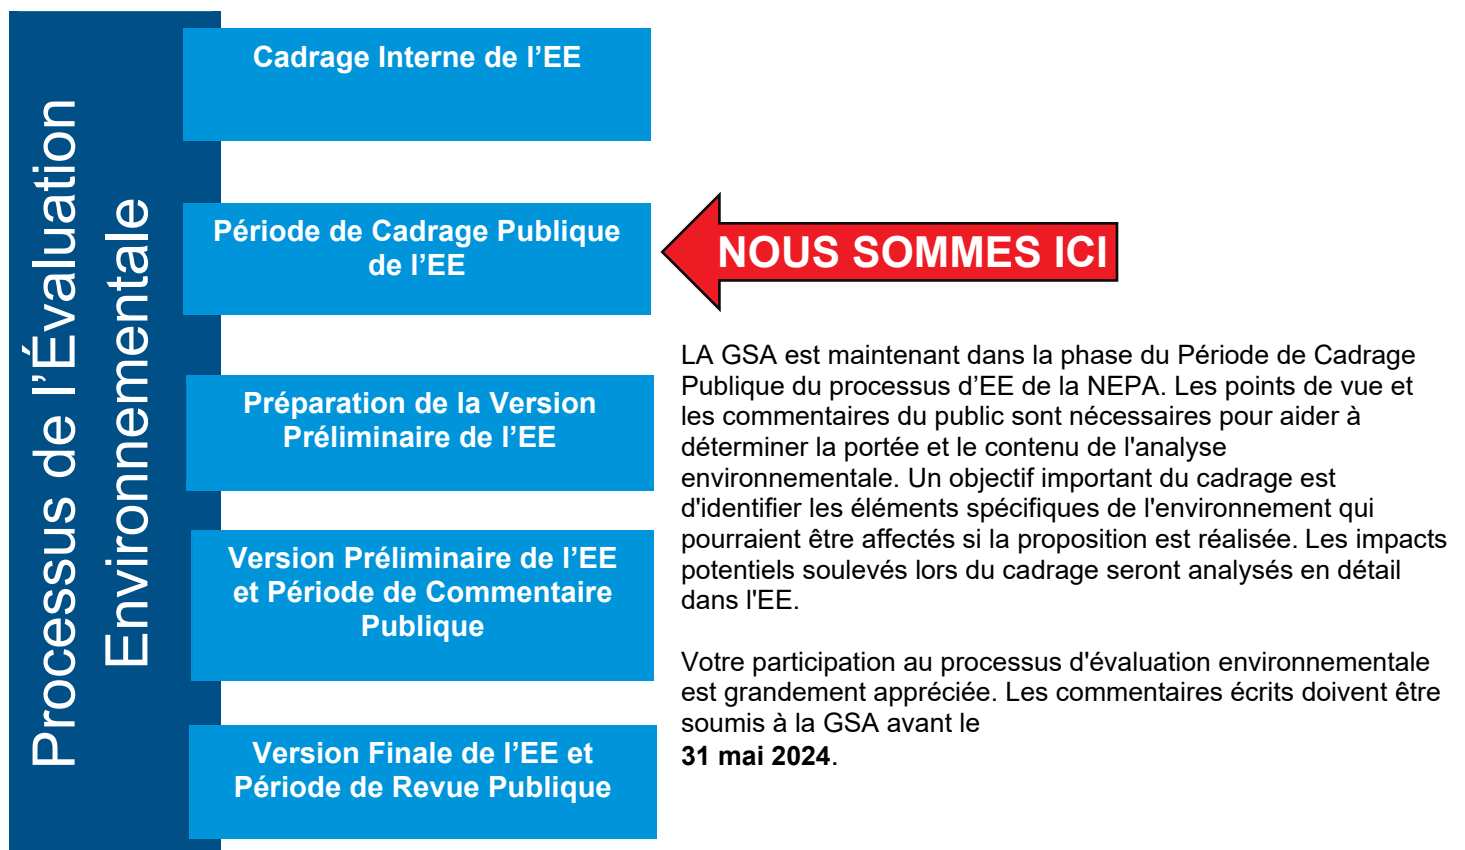 Processus de l’Évaluation
Environnementale
Cadrage Interne de l’EE
Période de Cadrage Publique
de l’EE
NOUS SOMMES ICI
Préparation de la Version
Préliminaire de l’EE
Version Préliminaire de l’EE
et Période de Commentaire
Publique
Version Finale de l’EE et
Période de Revue Publique
LA GSA est maintenant dans la phase du Période de Cadrage
Publique du processus d’EE de la NEPA. Les points de vue et
les commentaires du public sont nécessaires pour aider à
déterminer la portée et le contenu de l'analyse
environnementale. Un objectif important du cadrage est
d'identifier les éléments spécifiques de l'environnement qui
pourraient être affectés si la proposition est réalisée. Les impacts
potentiels soulevés lors du cadrage seront analysés en détail
dans l'EE.
Votre participation au processus d'évaluation environnementale
est grandement appréciée. Les commentaires écrits doivent être
soumis à la GSA avant le
31 mai 2024.